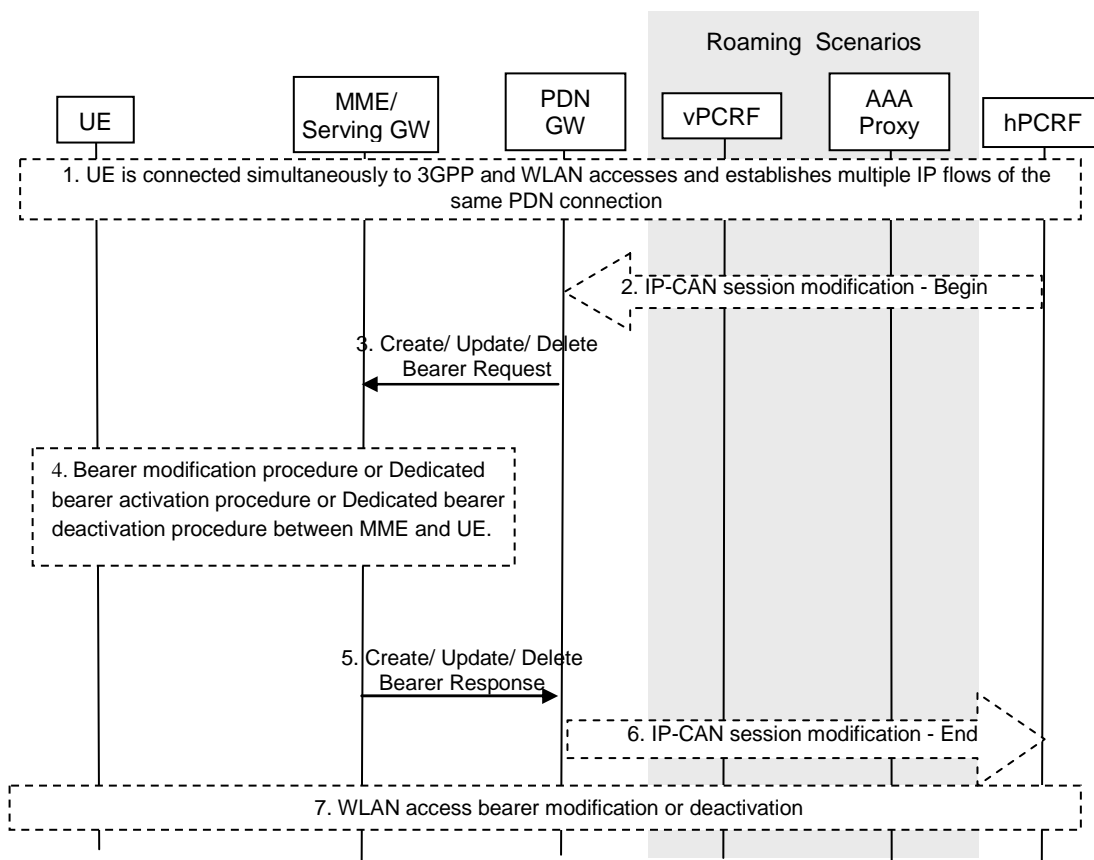 Roaming Scenarios
UE
MME/
Serving GW
PDN
GW
vPCRF
AAA
Proxy
hPCRF
1. UE is connected simultaneously to 3GPP and WLAN accesses and establishes multiple IP flows of the
same PDN connection
2. IP-CAN session modification - Begin
3. Create/ Update/ Delete
Bearer Request
4. Bearer modification procedure or Dedicated
bearer activation procedure or Dedicated bearer
deactivation procedure between MME and UE.
5. Create/ Update/ Delete
Bearer Response
6. IP-CAN session modification - End
7. WLAN access bearer modification or deactivation